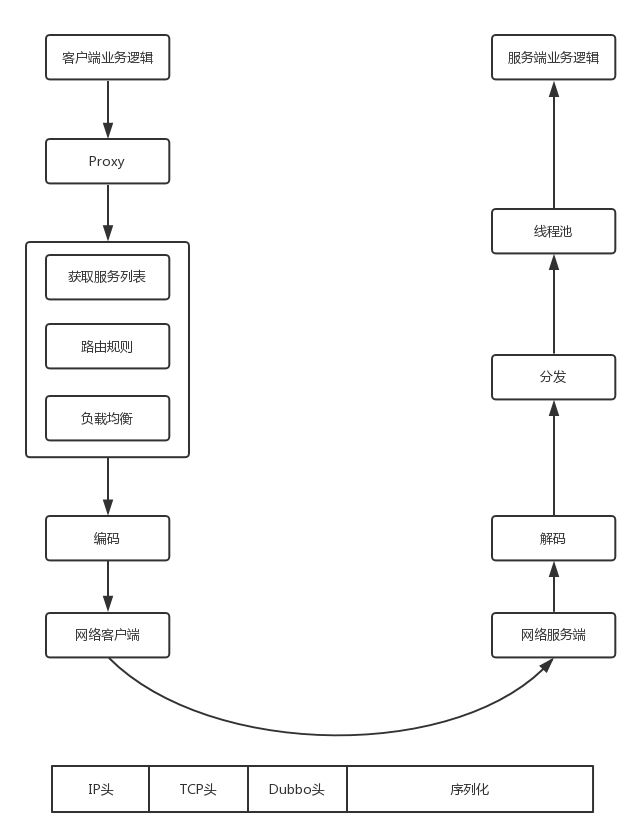 客户端业务逻辑
Proxy
获取服务列表
路由规则
负载均衡
编码
网络客户端
服务端业务逻辑
线程池
分发
解码
网络服务端
IP头
TCP头
Dubbo头
序列化